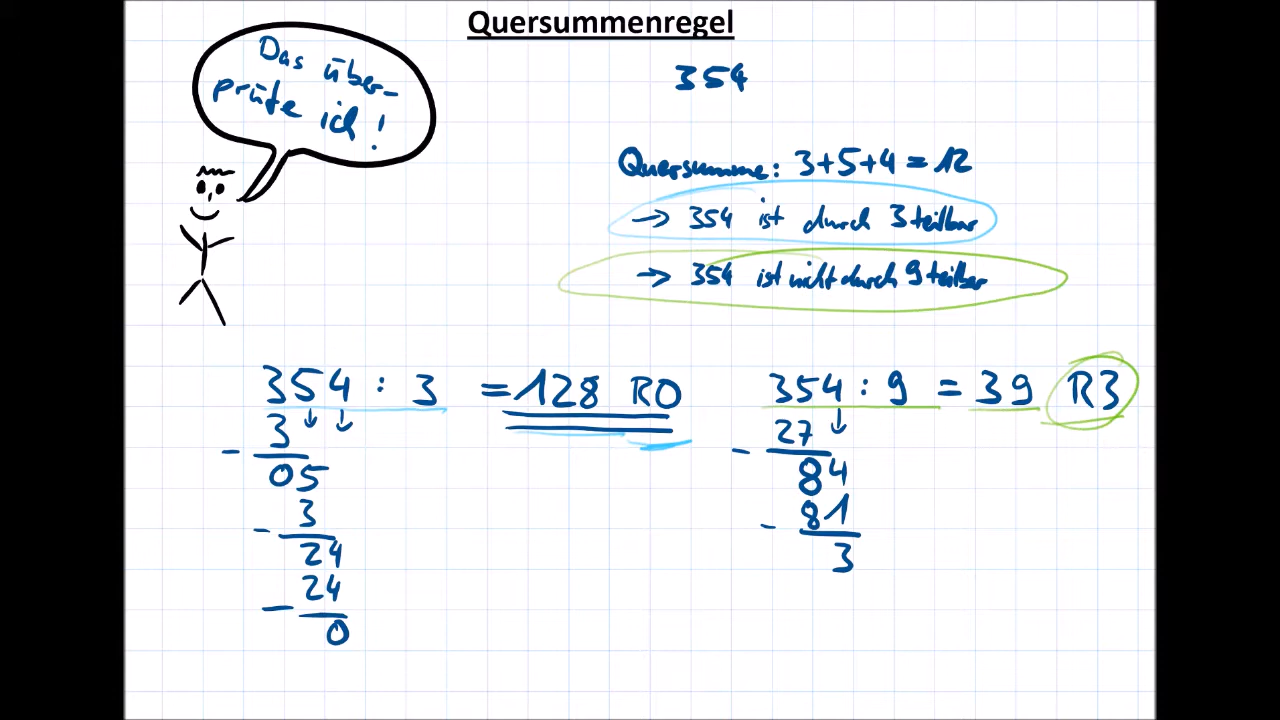 Quersummenregel
Das über-
prüfe ich!
354
Quersumme: 3+5+4=12
→ 354 ist durch 3 teilbar
→ 354 ist nicht durch 9 teilbar
354 : 3 = 128 R0
3
05
3
24
24
0
354 : 9 = 39 R3
27
84
81
3